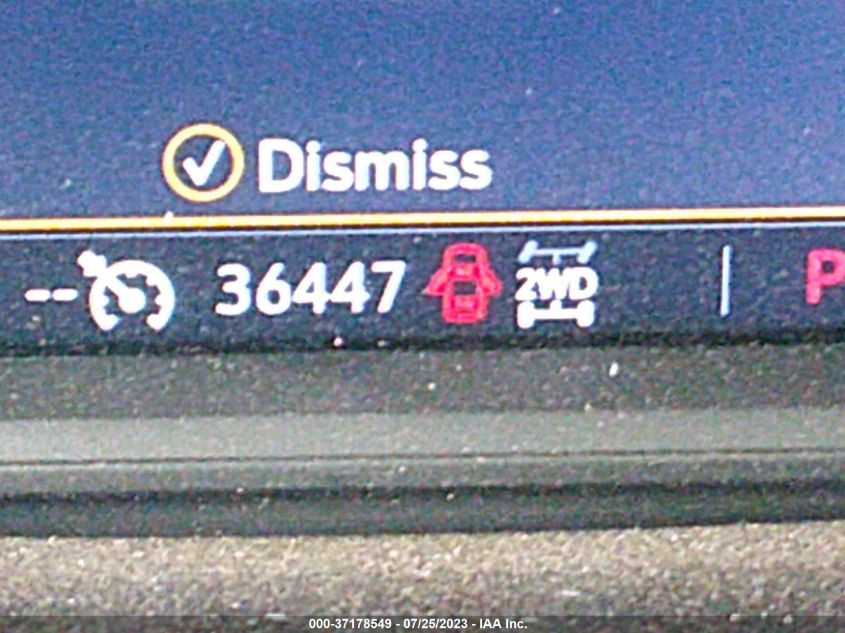 Dismiss
-- 36447 2WD | P
000-37178549 - 07/25/2023 - IAA Inc.